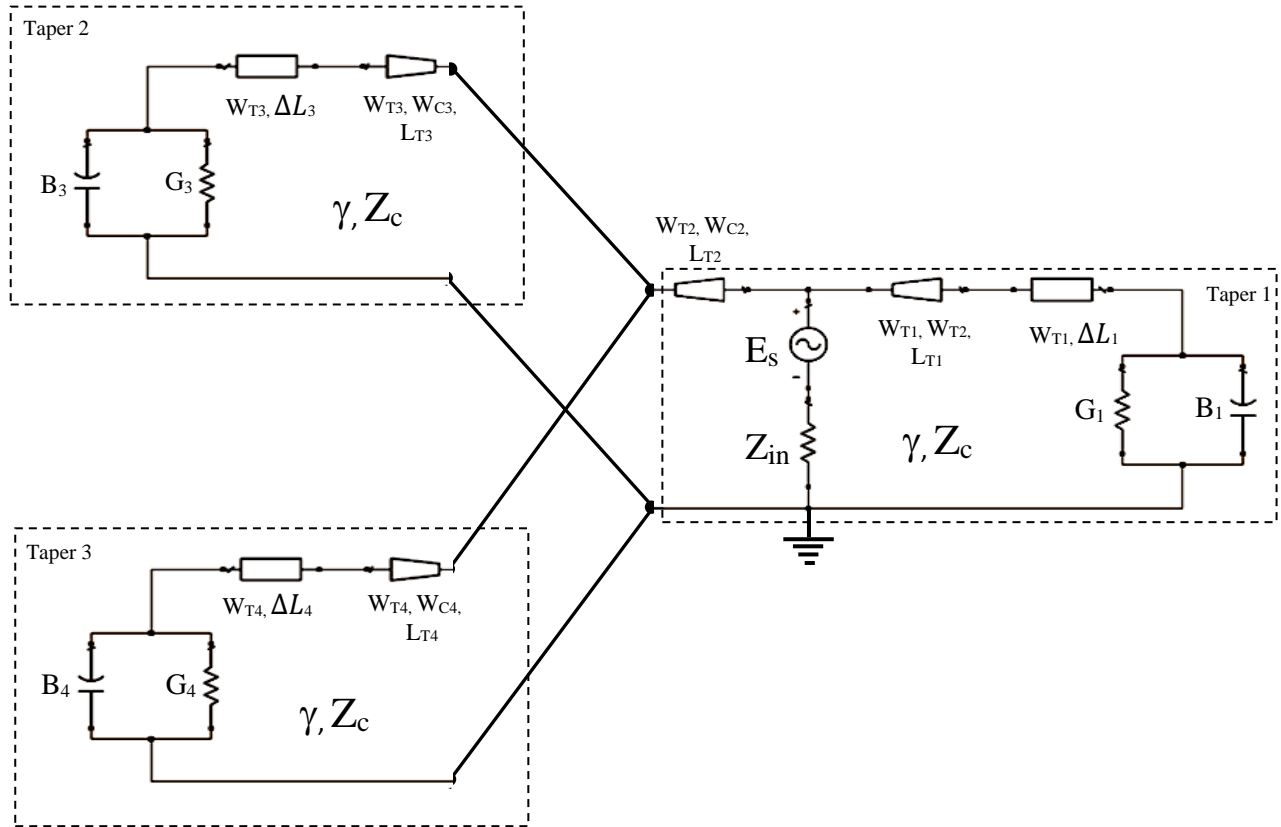 Taper 2
W_T3, ΔL_3
W_T3, W_C3,
L_T3
B_3
G_3
γ, Z_c
W_T2, W_C2,
L_T2
Taper 1
E_s
+
-
W_T1, W_T2,
L_T1
W_T1, ΔL_1
Z_in
γ, Z_c
G_1
B_1
Taper 3
W_T4, ΔL_4
W_T4, W_C4,
L_T4
B_4
G_4
γ, Z_c